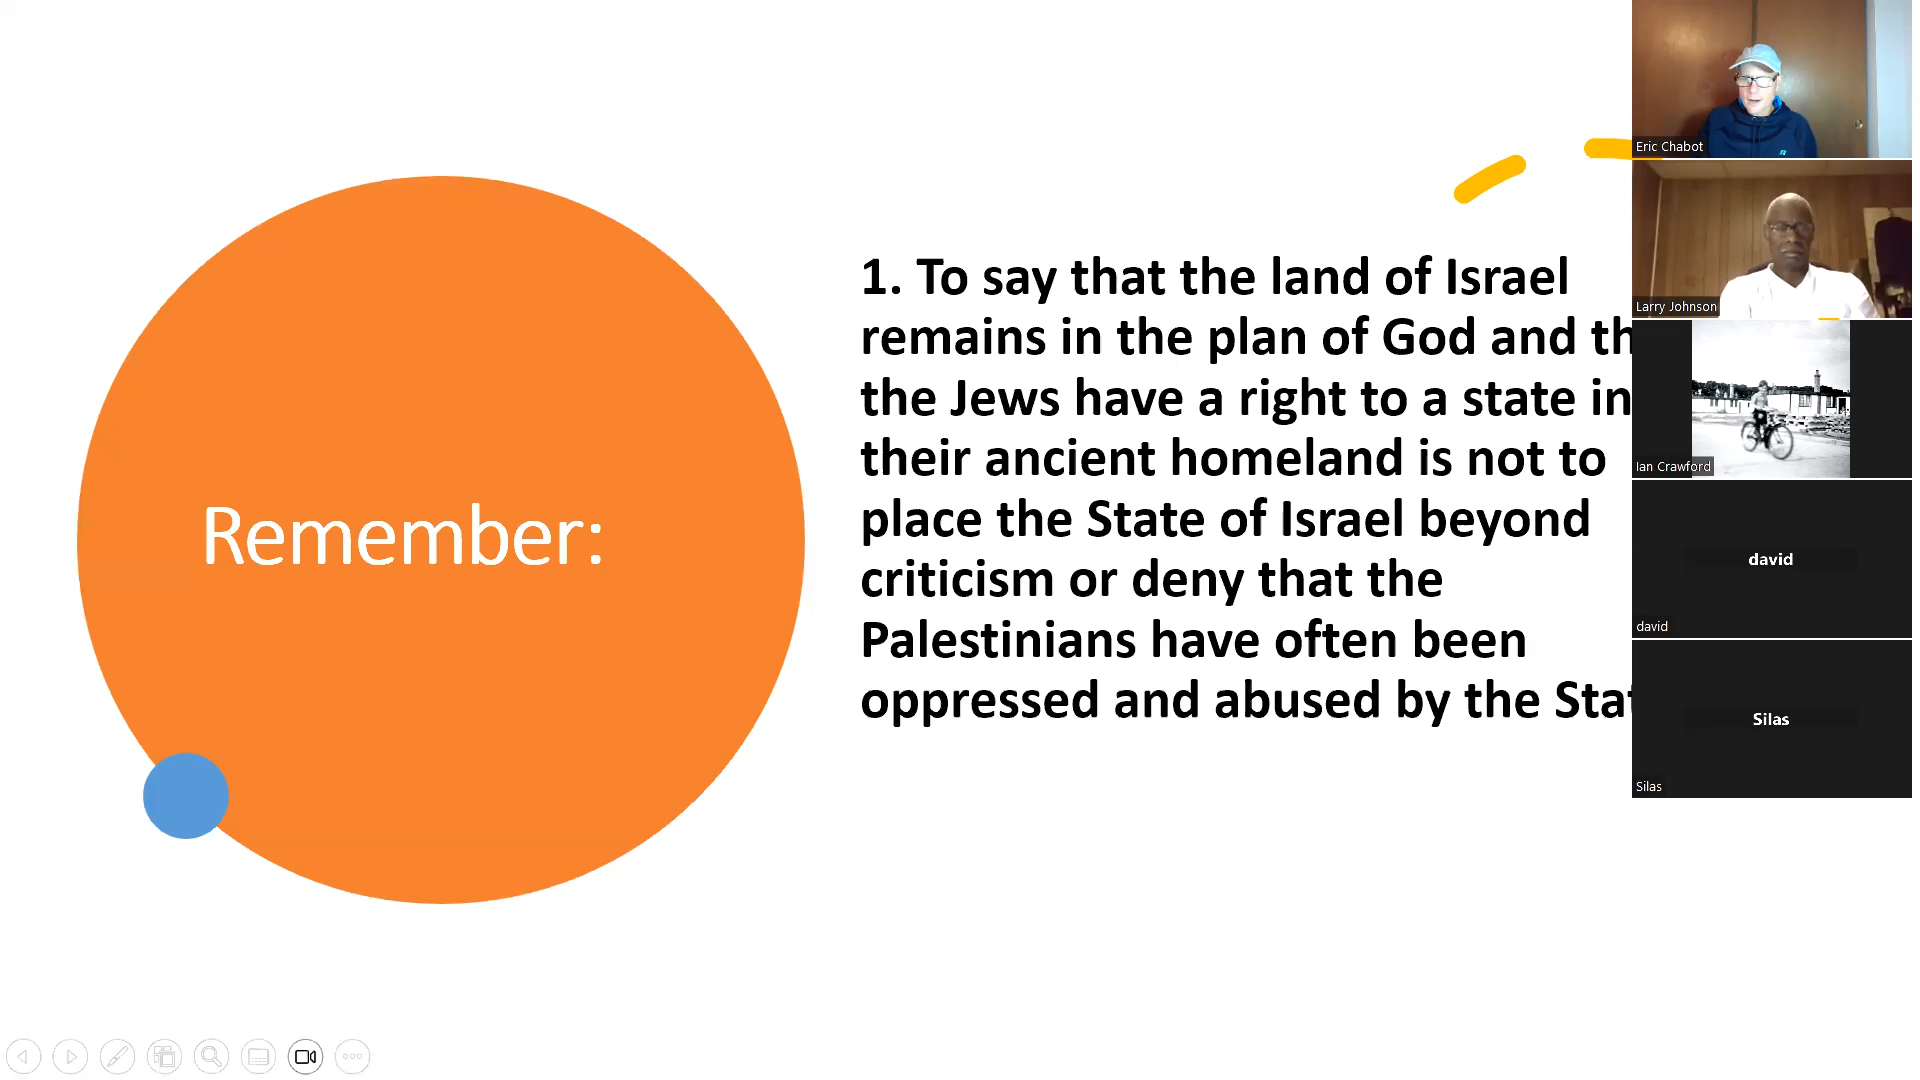 Remember:
1. To say that the land of Israel
remains in the plan of God and
the Jews have a right to a state in
their ancient homeland is not to
place the State of Israel beyond
criticism or deny that the
Palestinians have often been
oppressed and abused by the
Eric Chabot
Larry Johnson
Ian Crawford
david
david
Silas
Silas